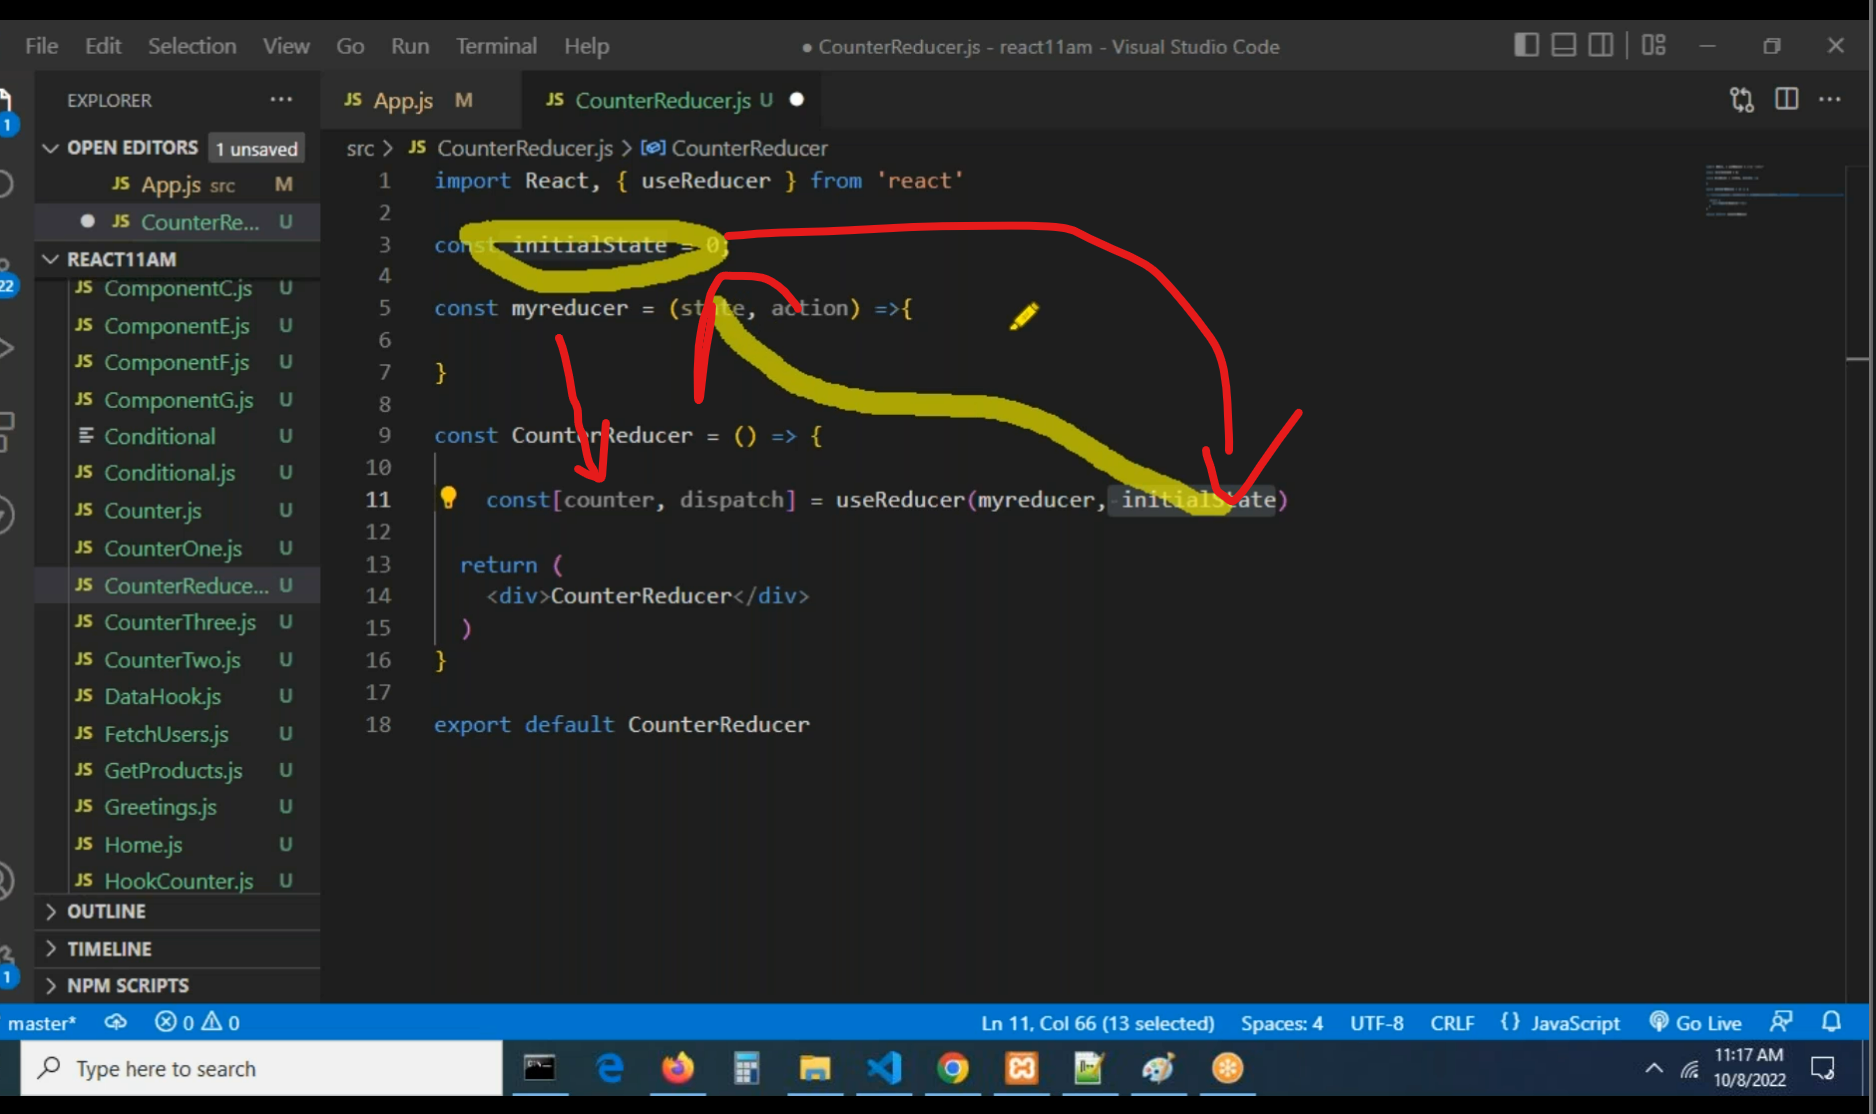 File Edit Selection View Go Run Terminal Help
● CounterReducer.js - react11am - Visual Studio Code
EXPLORER
JS App.js M
JS CounterReducer.js U
OPEN EDITORS 1 unsaved
JS App.js src M
JS CounterRe... U
REACT11AM
JS ComponentC.js U
JS ComponentE.js U
JS ComponentF.js U
JS ComponentG.js U
Conditional U
JS Conditional.js U
JS Counter.js U
JS CounterOne.js U
JS CounterReduce... U
JS CounterThree.js U
JS CounterTwo.js U
JS DataHook.js U
JS FetchUsers.js U
JS GetProducts.js U
JS Greetings.js U
JS Home.js U
JS HookCounter.js U
OUTLINE
TIMELINE
NPM SCRIPTS
1
22
1
src > JS CounterReducer.js > CounterReducer
1 import React, { useReducer } from 'react'
2
3 const initialState = 0;
4
5 const myreducer = (state, action) =>{
6
7 }
8
9 const CounterReducer = () => {
10
11 const[counter, dispatch] = useReducer(myreducer, initialState)
12
13 return (
14 <div>CounterReducer</div>
15 )
16 }
17
18 export default CounterReducer
master* 0 0
Ln 11, Col 66 (13 selected) Spaces: 4 UTF-8 CRLF {} JavaScript Go Live
Type here to search
11:17 AM
10/8/2022